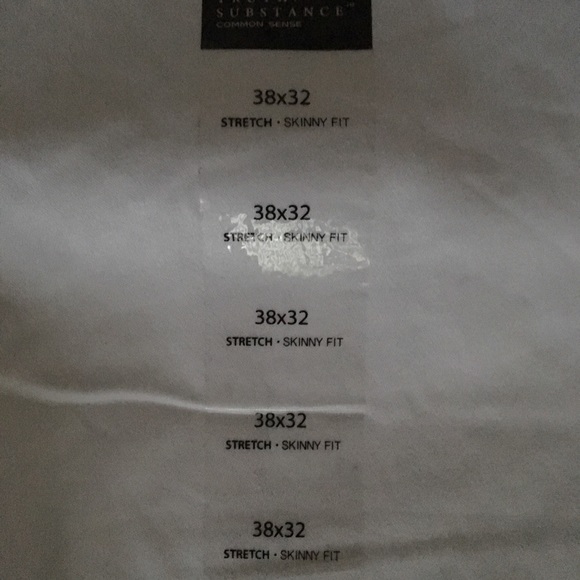 SUBSTANCE™
COMMON SENSE
38x32
STRETCH · SKINNY FIT
38x32
STRETCH · SKINNY FIT
38x32
STRETCH · SKINNY FIT
38x32
STRETCH · SKINNY FIT
38x32
STRETCH · SKINNY FIT